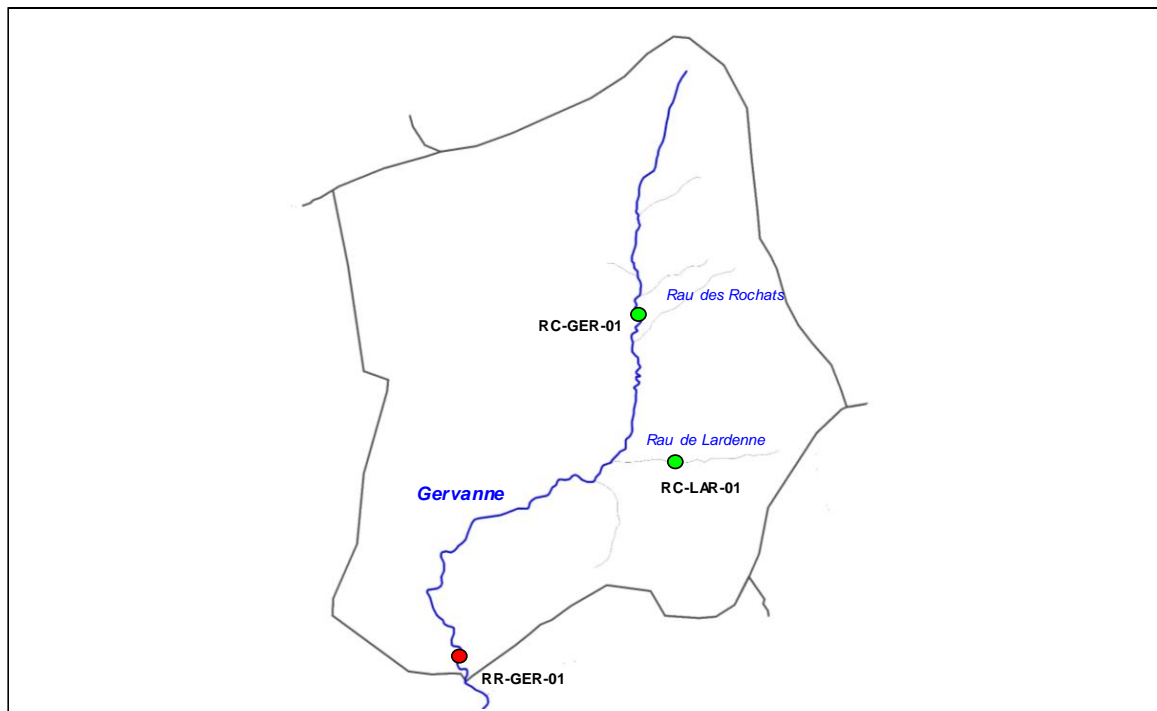 Rau des Rochats
RC-GER-01
Rau de Lardenne
RC-LAR-01
Gervanne
RR-GER-01